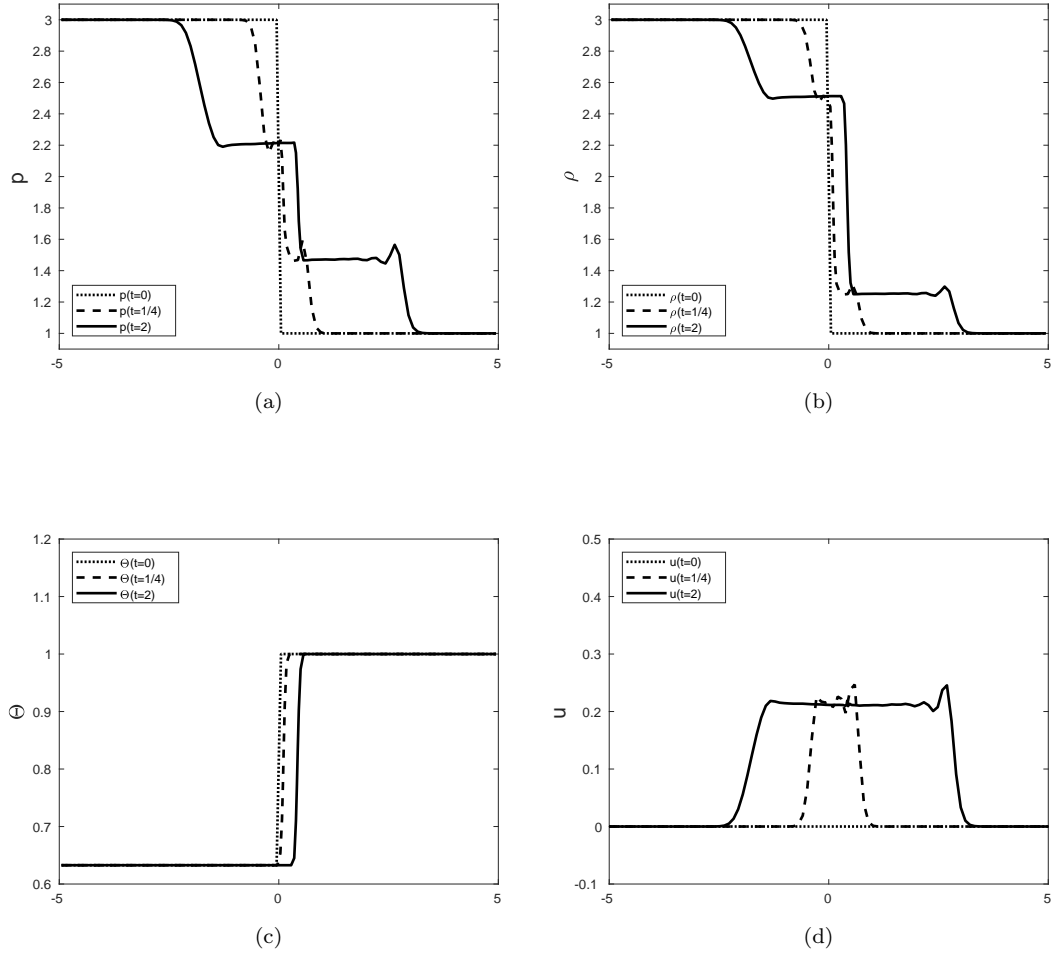 3
2.8
2.6
2.4
2.2
2
1.8
1.6
1.4
1.2
1
p
p(t=0)
p(t=1/4)
p(t=2)
-5 0 5
(a)
3
2.8
2.6
2.4
2.2
2
1.8
1.6
1.4
1.2
1
ρ
ρ(t=0)
ρ(t=1/4)
ρ(t=2)
-5 0 5
(b)
1.2
1.1
1
0.9
0.8
0.7
0.6
Θ
Θ(t=0)
Θ(t=1/4)
Θ(t=2)
-5 0 5
(c)
0.5
0.4
0.3
0.2
0.1
0
-0.1
u
u(t=0)
u(t=1/4)
u(t=2)
-5 0 5
(d)